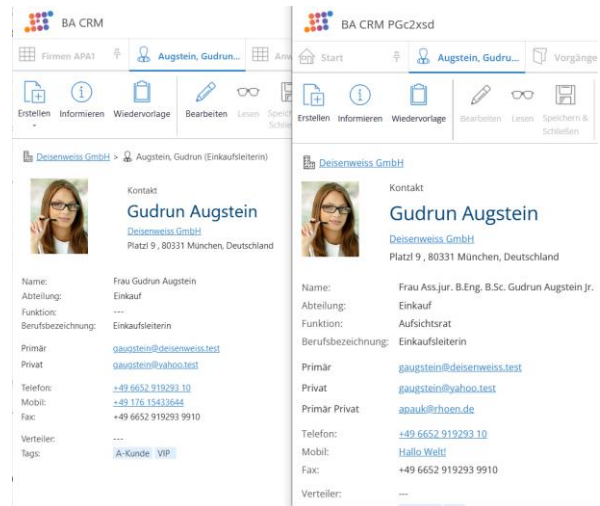 BA CRM
Firmen APA1
Augstein, Gudrun...
Erstellen Informieren Wiedervorlage Bearbeiten Lesen
Deisenweiss GmbH > Augstein, Gudrun (Einkaufsleiterin)
Kontakt
Gudrun Augstein
Deisenweiss GmbH
Platzl 9 , 80331 München, Deutschland
Name: Frau Gudrun Augstein
Abteilung: Einkauf
Funktion: ---
Berufsbezeichnung: Einkaufsleiterin
Primär gaugstein@deisenweiss.test
Privat gaugstein@yahoo.test
Telefon: +49 6652 919293 10
Mobil: +49 176 15433644
Fax: +49 6652 919293 9910
Verteiler: ---
Tags: A-Kunde VIP
BA CRM PGc2xsd
Start
Augstein, Gudru...
Vorgänge
Erstellen Informieren Wiedervorlage Bearbeiten Lesen Speichern &
Schließen
Deisenweiss GmbH
Kontakt
Gudrun Augstein
Deisenweiss GmbH
Platzl 9 , 80331 München, Deutschland
Name: Frau Ass.jur. B.Eng. B.Sc. Gudrun Augstein Jr.
Abteilung: Einkauf
Funktion: Aufsichtsrat
Berufsbezeichnung: Einkaufsleiterin
Primär gaugstein@deisenweiss.test
Privat gaugstein@yahoo.test
Primär Privat apauk@rhoen.de
Telefon: +49 6652 919293 10
Mobil: Hallo Welt!
Fax: +49 6652 919293 9910
Verteiler: ---